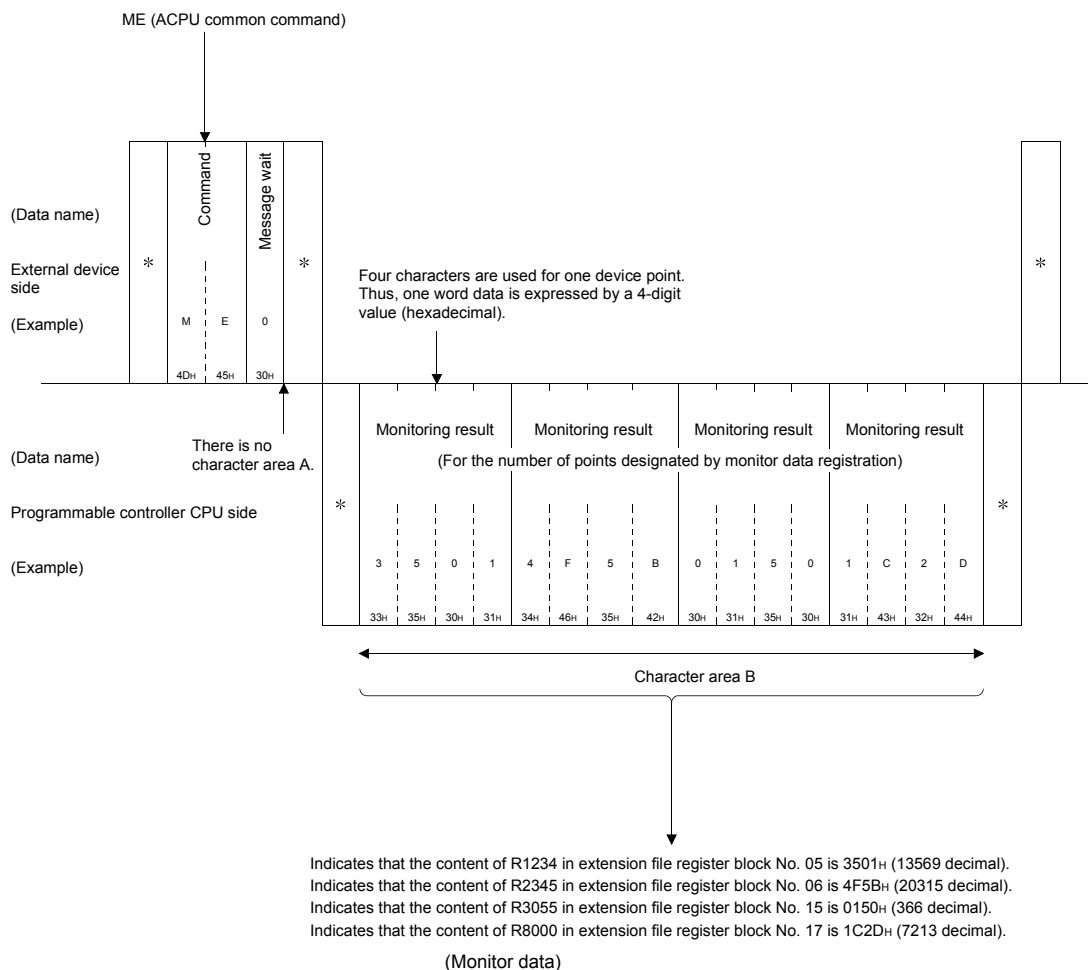 ME (ACPU common command)
Command
Message wait
(Data name)
External device
side
(Example)
*
M E 0
4DH 45H 30H
*
*
Four characters are used for one device point.
Thus, one word data is expressed by a 4-digit
value (hexadecimal).
There is no
character area A.
(Data name)
Programmable controller CPU side
(Example)
*
Monitoring result Monitoring result Monitoring result Monitoring result
(For the number of points designated by monitor data registration)
*
3 5 0 1 4 F 5 B 0 1 5 0 1 C 2 D
33H 35H 30H 31H 34H 46H 35H 42H 30H 31H 35H 30H 31H 43H 32H 44H
Character area B
Indicates that the content of R1234 in extension file register block No. 05 is 3501H (13569 decimal).
Indicates that the content of R2345 in extension file register block No. 06 is 4F5BH (20315 decimal).
Indicates that the content of R3055 in extension file register block No. 15 is 0150H (366 decimal).
Indicates that the content of R8000 in extension file register block No. 17 is 1C2DH (7213 decimal).
(Monitor data)